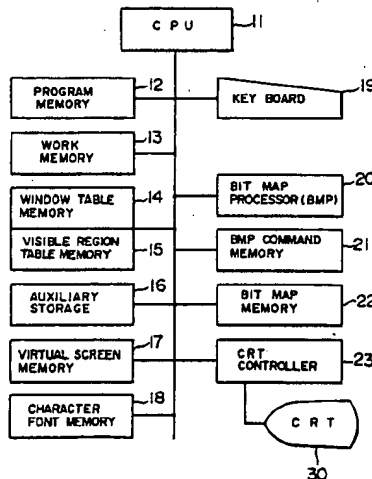 CPU
11
PROGRAM
MEMORY
12
KEY BOARD
19
WORK
MEMORY
13
WINDOW TABLE
MEMORY
14
BIT MAP
PROCESSOR (BMP)
20
VISIBLE REGION
TABLE MEMORY
15
BMP COMMAND
MEMORY
21
AUXILIARY
STORAGE
16
BIT MAP
MEMORY
22
VIRTUAL SCREEN
MEMORY
17
CRT
CONTROLLER
23
CHARACTER
FONT MEMORY
18
CRT
30